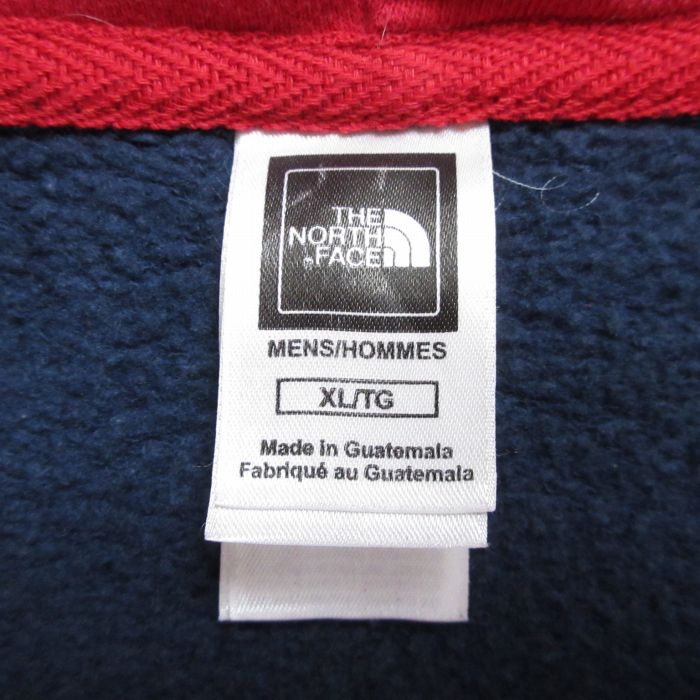 THE
NORTH
FACE
MENS/HOMMES
XL/TG
Made in Guatemala
Fabriqué au Guatemala